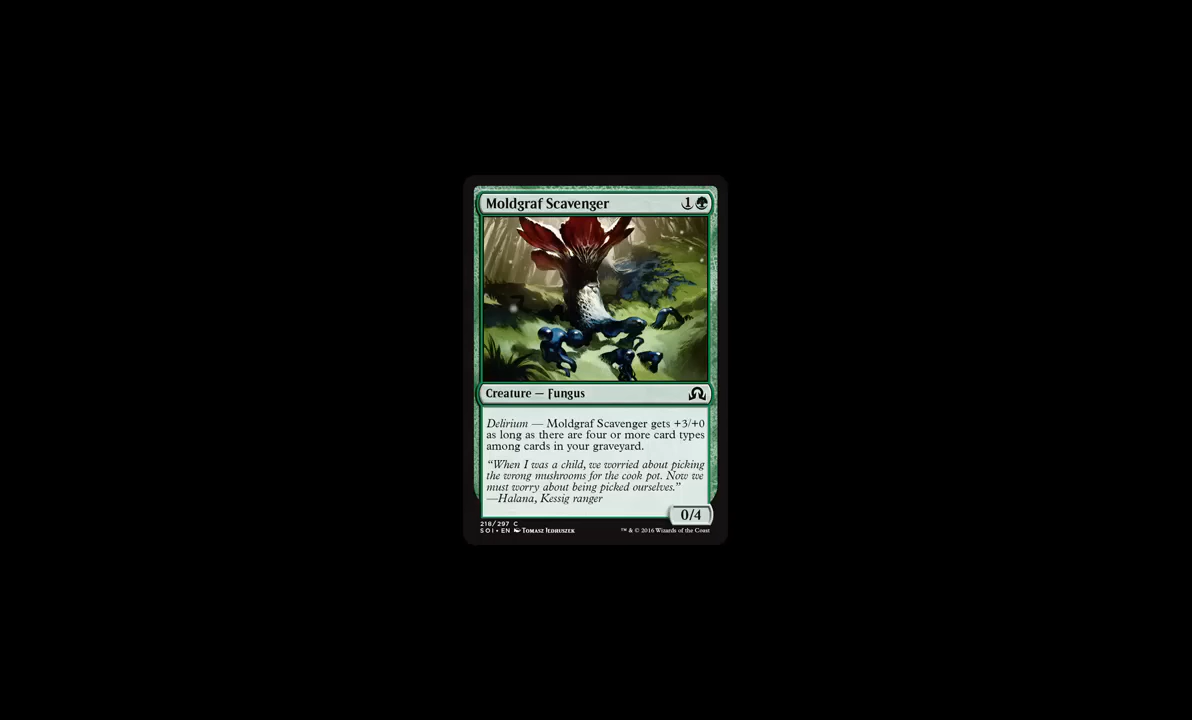 Moldgraf Scavenger 1
Creature — Fungus
Delirium — Moldgraf Scavenger gets +3/+0
as long as there are four or more card types
among cards in your graveyard.
“When I was a child, we worried about picking
the wrong mushrooms for the cook pot. Now we
must worry about being picked ourselves.”
—Halana, Kessig ranger
0/4
218/297 C
SOI • EN Tomasz Jedruszek
™ & © 2016 Wizards of the Coast